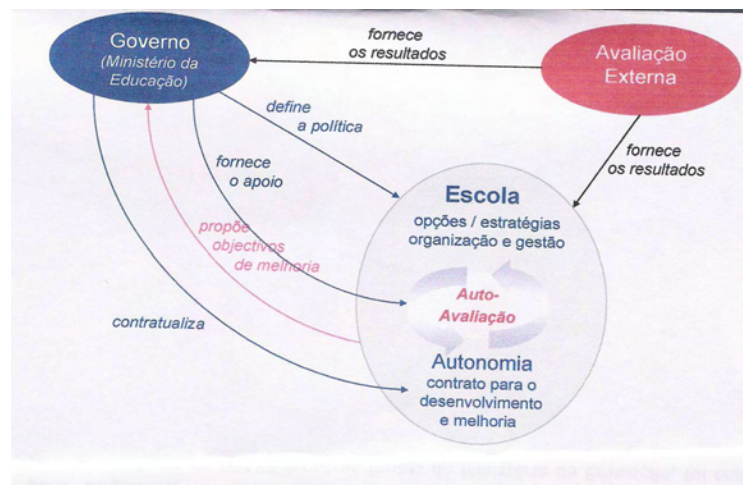 Governo
(Ministério da
Educação)
fornece
os resultados
Avaliação
Externa
define
a política
fornece
o apoio
fornece
os resultados
Escola
opções / estratégias
organização e gestão
propõe
objectivos
de melhoria
Auto-
Avaliação
contratualiza
Autonomia
contrato para o
desenvolvimento
e melhoria